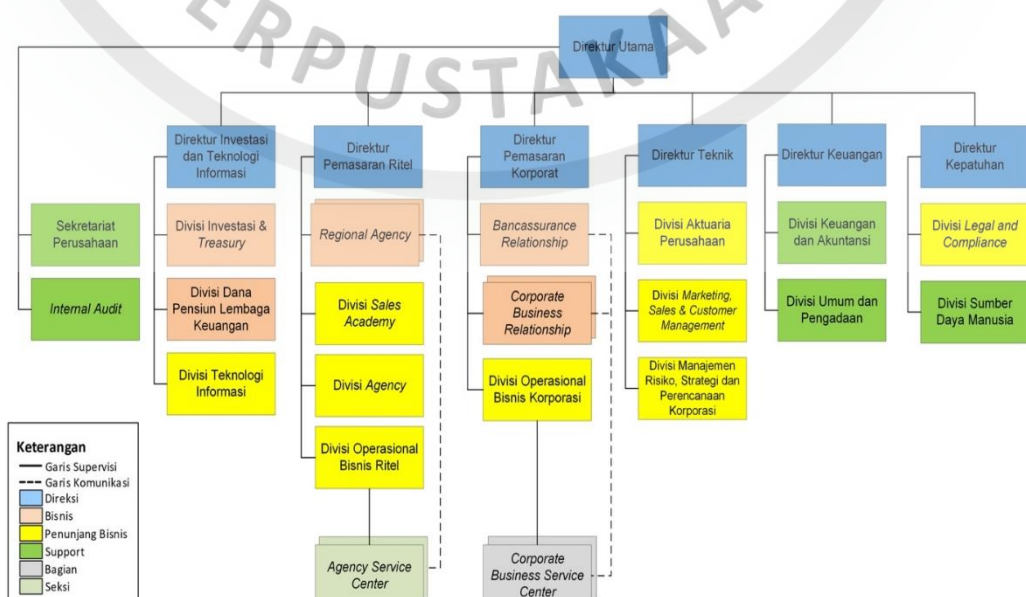 ERPUSTAKAA
Direktur Utama
Direktur Investasi
dan Teknologi
Informasi
Direktur
Pemasaran Ritel
Direktur
Pemasaran
Korporat
Direktur Teknik
Direktur Keuangan
Direktur
Kepatuhan
Sekretariat
Perusahaan
Divisi Investasi &
Treasury
Regional Agency
Bancassurance
Relationship
Divisi Aktuaria
Perusahaan
Divisi Keuangan
dan Akuntansi
Divisi Legal and
Compliance
Internal Audit
Divisi Dana
Pensiun Lembaga
Keuangan
Divisi Sales
Academy
Corporate
Business
Relationship
Divisi Marketing,
Sales & Customer
Management
Divisi Umum dan
Pengadaan
Divisi Sumber
Daya Manusia
Divisi Teknologi
Informasi
Divisi Agency
Divisi Operasional
Bisnis Korporasi
Divisi Manajemen
Risiko, Strategi dan
Perencanaan
Korporasi
Divisi Operasional
Bisnis Ritel
Agency Service
Center
Corporate
Business Service
Center
Keterangan
Garis Supervisi
Garis Komunikasi
Direksi
Bisnis
Penunjang Bisnis
Support
Bagian
Seksi